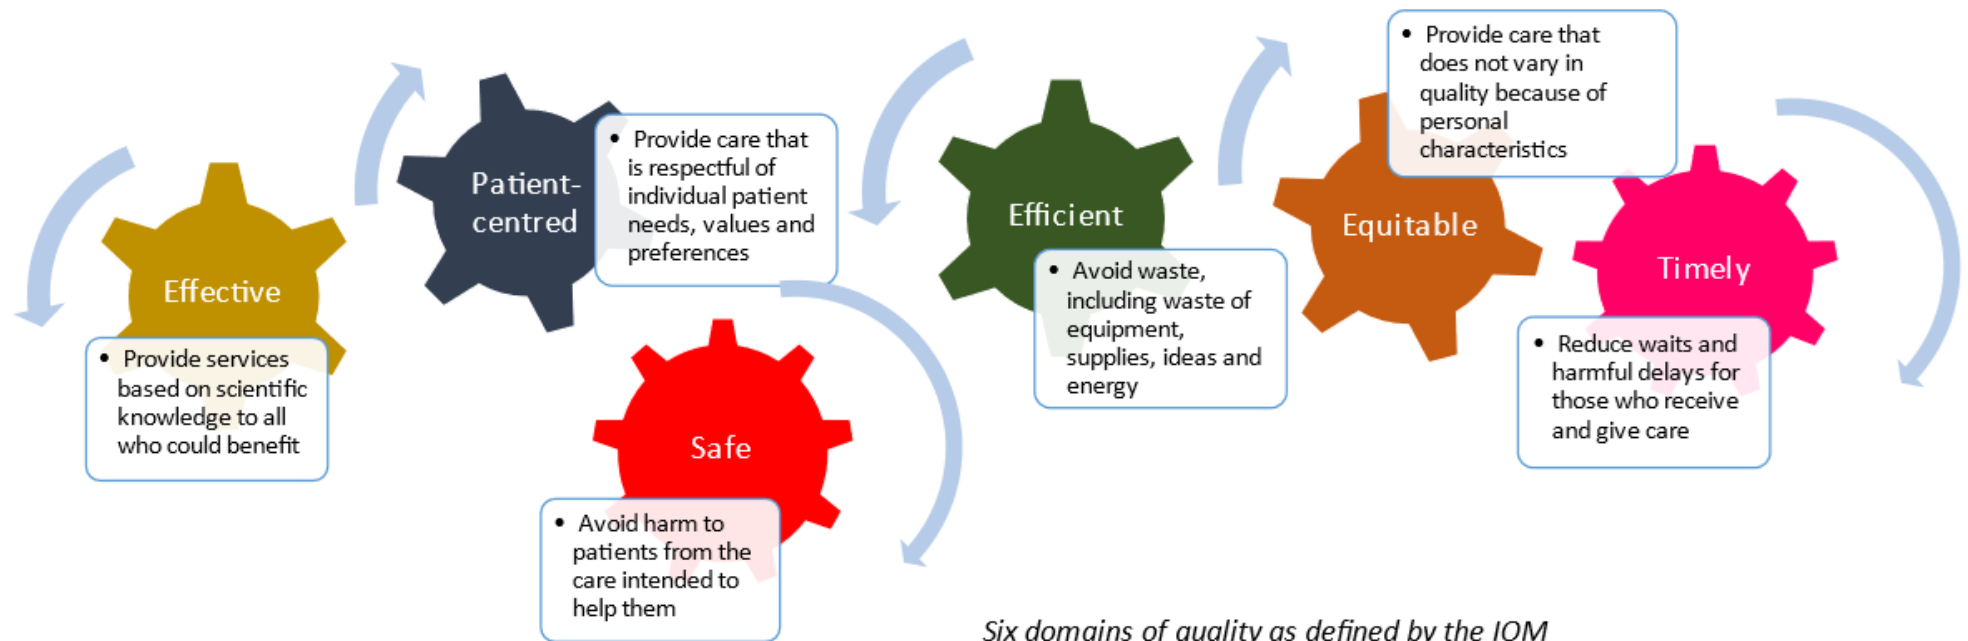 Effective
• Provide services
based on scientific
knowledge to all
who could benefit
Patient-
centred
• Provide care that
is respectful of
individual patient
needs, values and
preferences
Safe
• Avoid harm to
patients from the
care intended to
help them
Efficient
• Avoid waste,
including waste of
equipment,
supplies, ideas and
energy
Equitable
• Provide care that
does not vary in
quality because of
personal
characteristics
Timely
• Reduce waits and
harmful delays for
those who receive
and give care
Six domains of quality as defined by the IOM